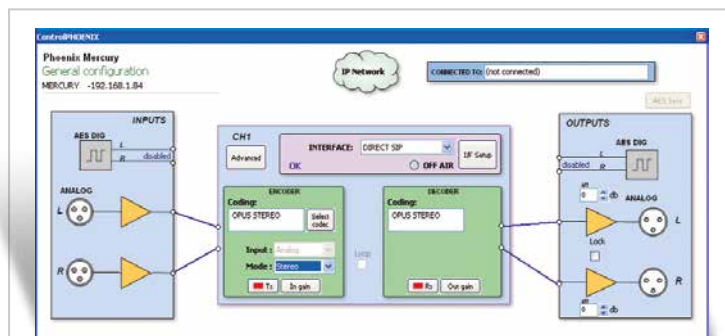 ControlPHOENIX
Phoenix Mercury
General configuration
MERCURY -192.168.1.84
IP Network
CONNECTED TO: (not connected)
AES Sync
INPUTS
AES DIG
L
R disabled
ANALOG
L
R
CH1
Advanced
INTERFACE: DIRECT SIP
OK
OFF AIR
I/F Setup
ENCODER
Coding:
OPUS STEREO
Select codec
Input : Analog
Mode : Stereo
Tx In gain
Loop
DECODER
Coding:
OPUS STEREO
Rx Out gain
OUTPUTS
AES DIG
L
disabled R
att
0 db
ANALOG
L
Lock
R
att
0 db